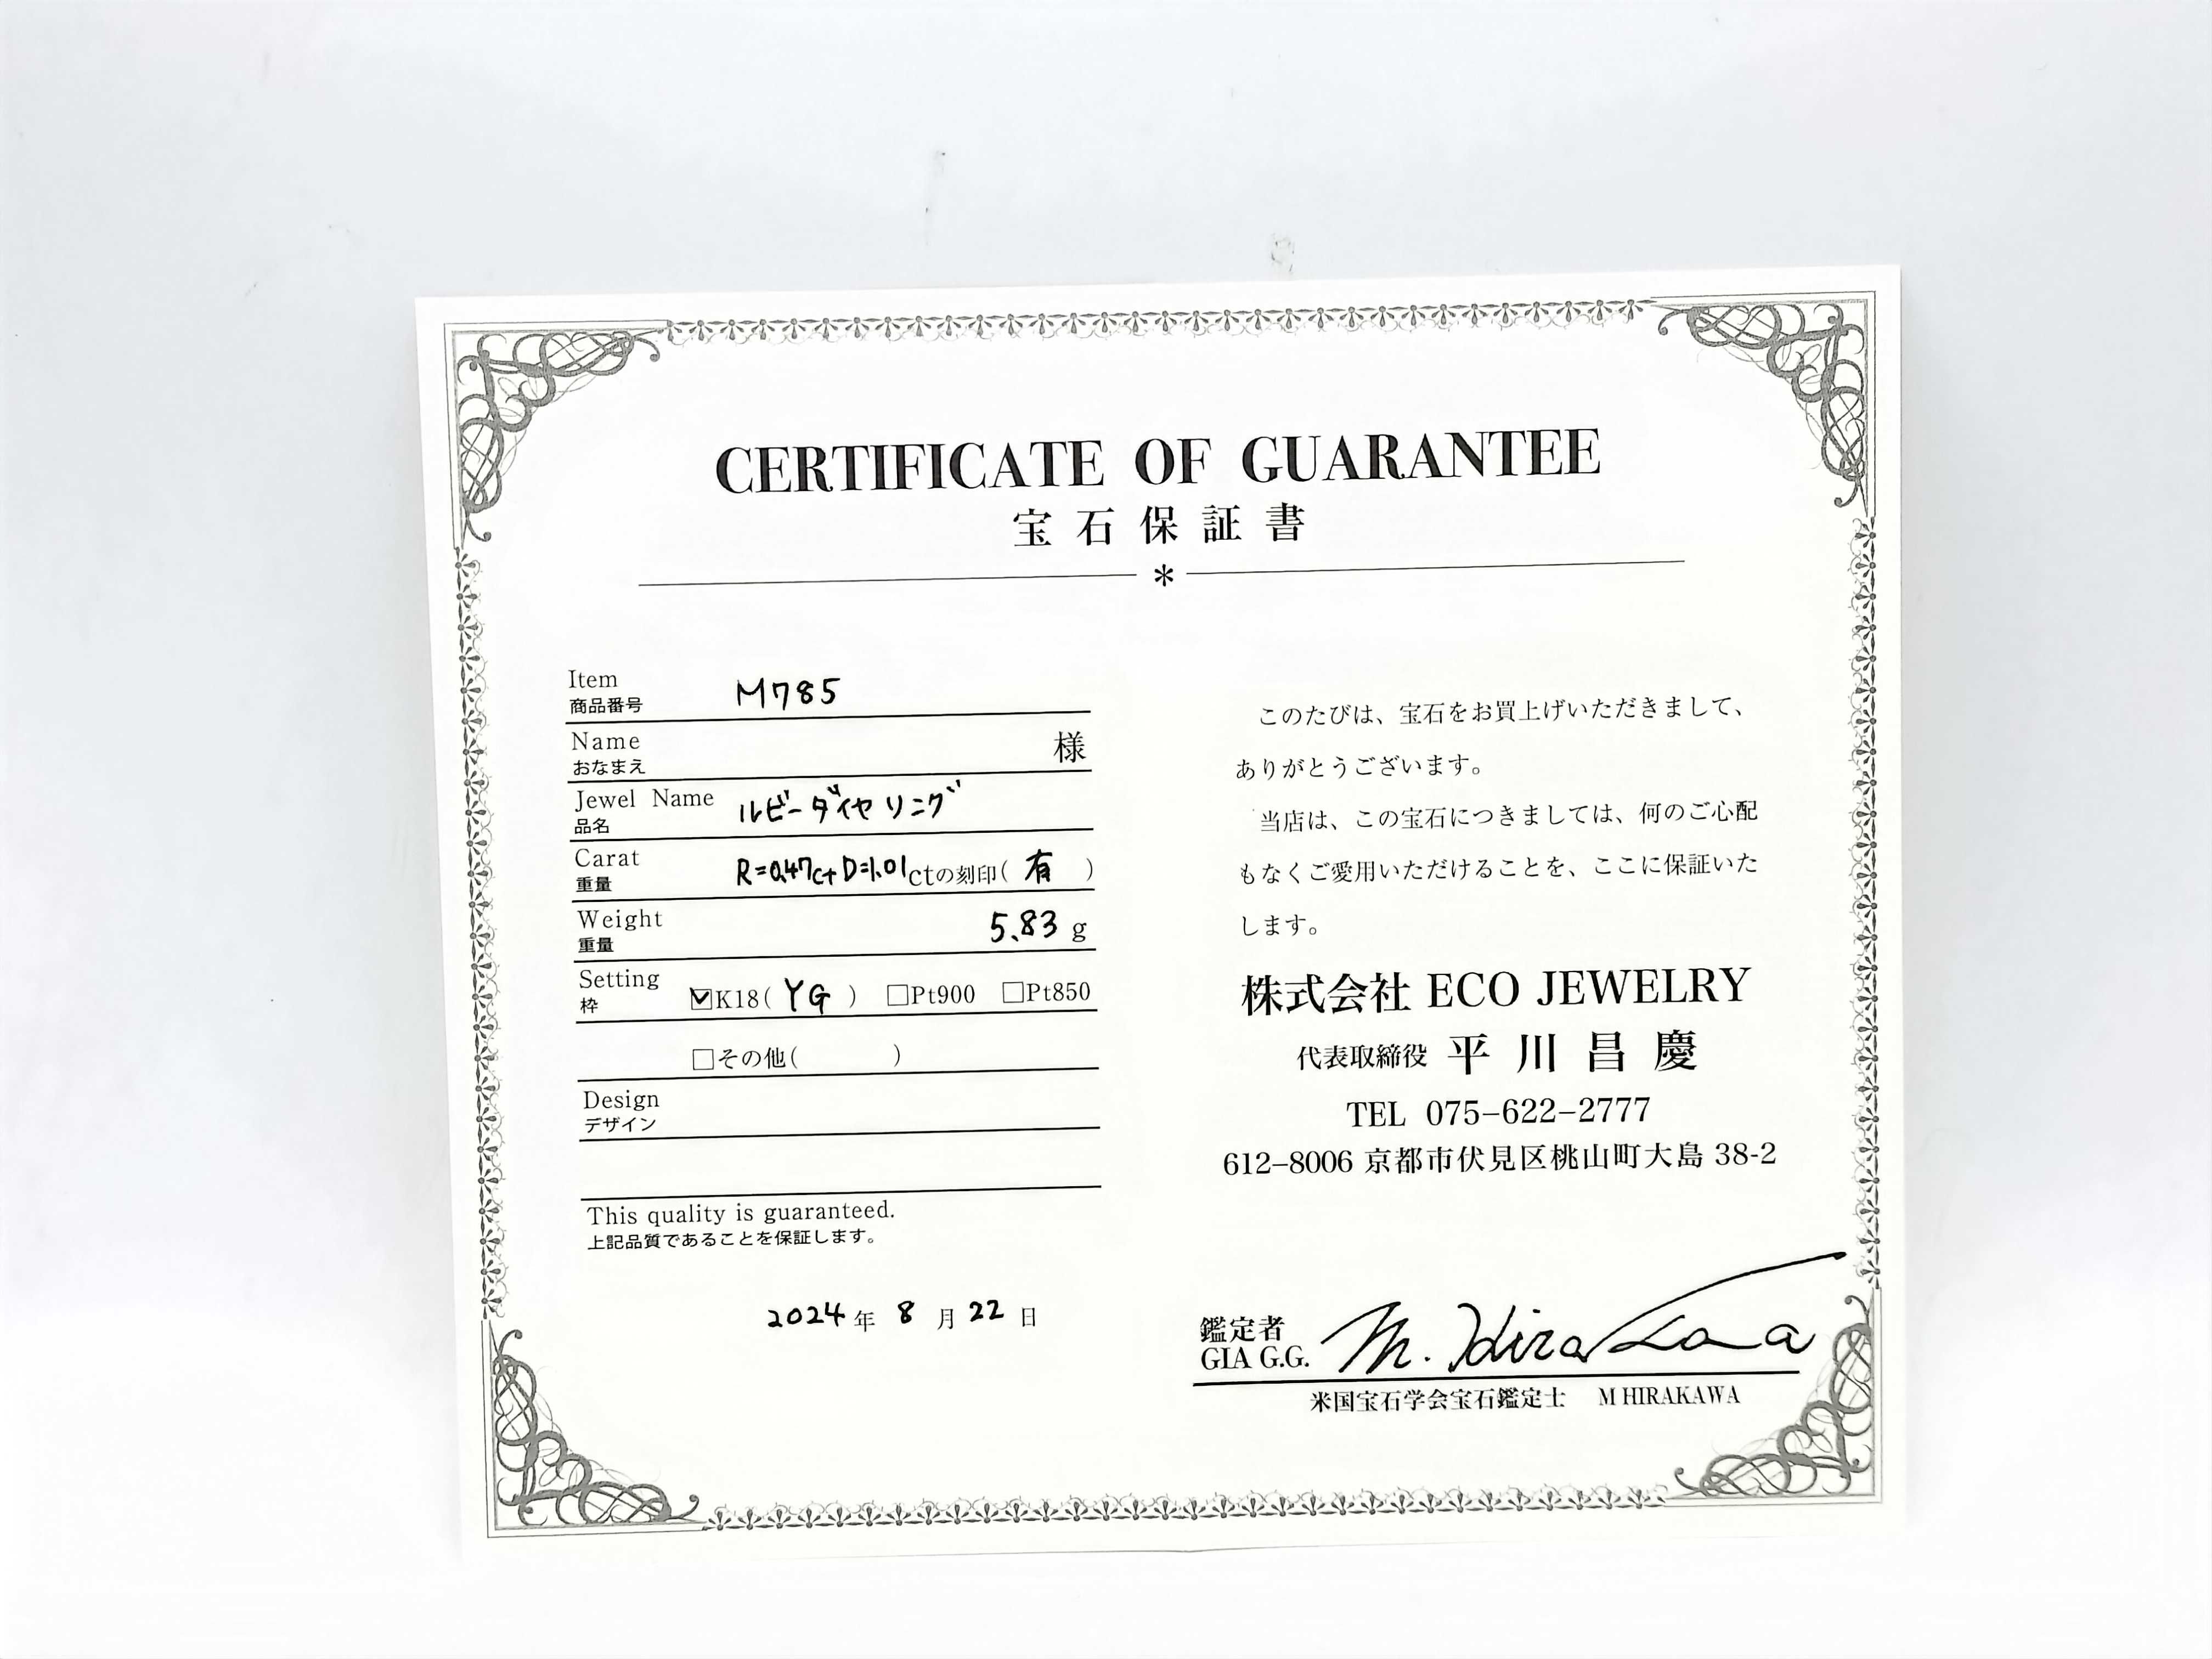 CERTIFICATE OF GUARANTEE
宝石保証書
*
Item
商品番号 M785
Name
おなまえ 様
Jewel Name
品名 ルビーダイヤリング
Carat
重量 R=0.47ct D=1.01ctの刻印( 有 )
Weight
重量 5.83 g
Setting
枠 ☑K18( YG ) □Pt900 □Pt850
□その他( )
Design
デザイン
This quality is guaranteed.
上記品質であることを保証します。
2024 年 8 月 22 日
このたびは、宝石をお買上げいただきまして、
ありがとうございます。
当店は、この宝石につきましては、何のご心配
もなくご愛用いただけることを、ここに保証いた
します。
株式会社 ECO JEWELRY
代表取締役 平川昌慶
TEL 075-622-2777
612-8006 京都市伏見区桃山町大島 38-2
鑑定者
GIA G.G. M. Hirakawa
米国宝石学会宝石鑑定士 M HIRAKAWA